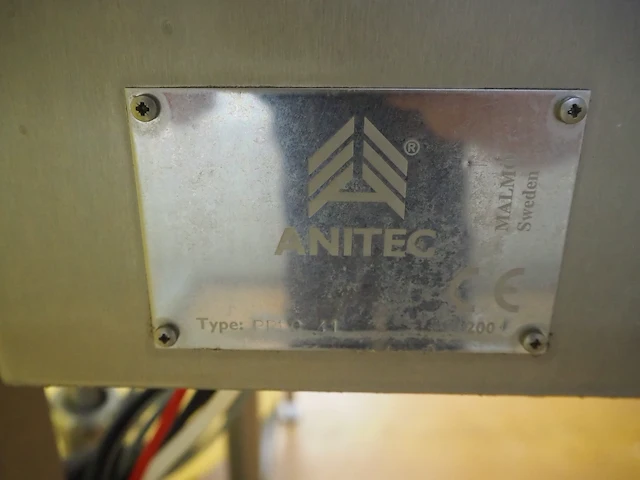 ®
ANITEC
MALMÖ
Sweden
CE
Type: